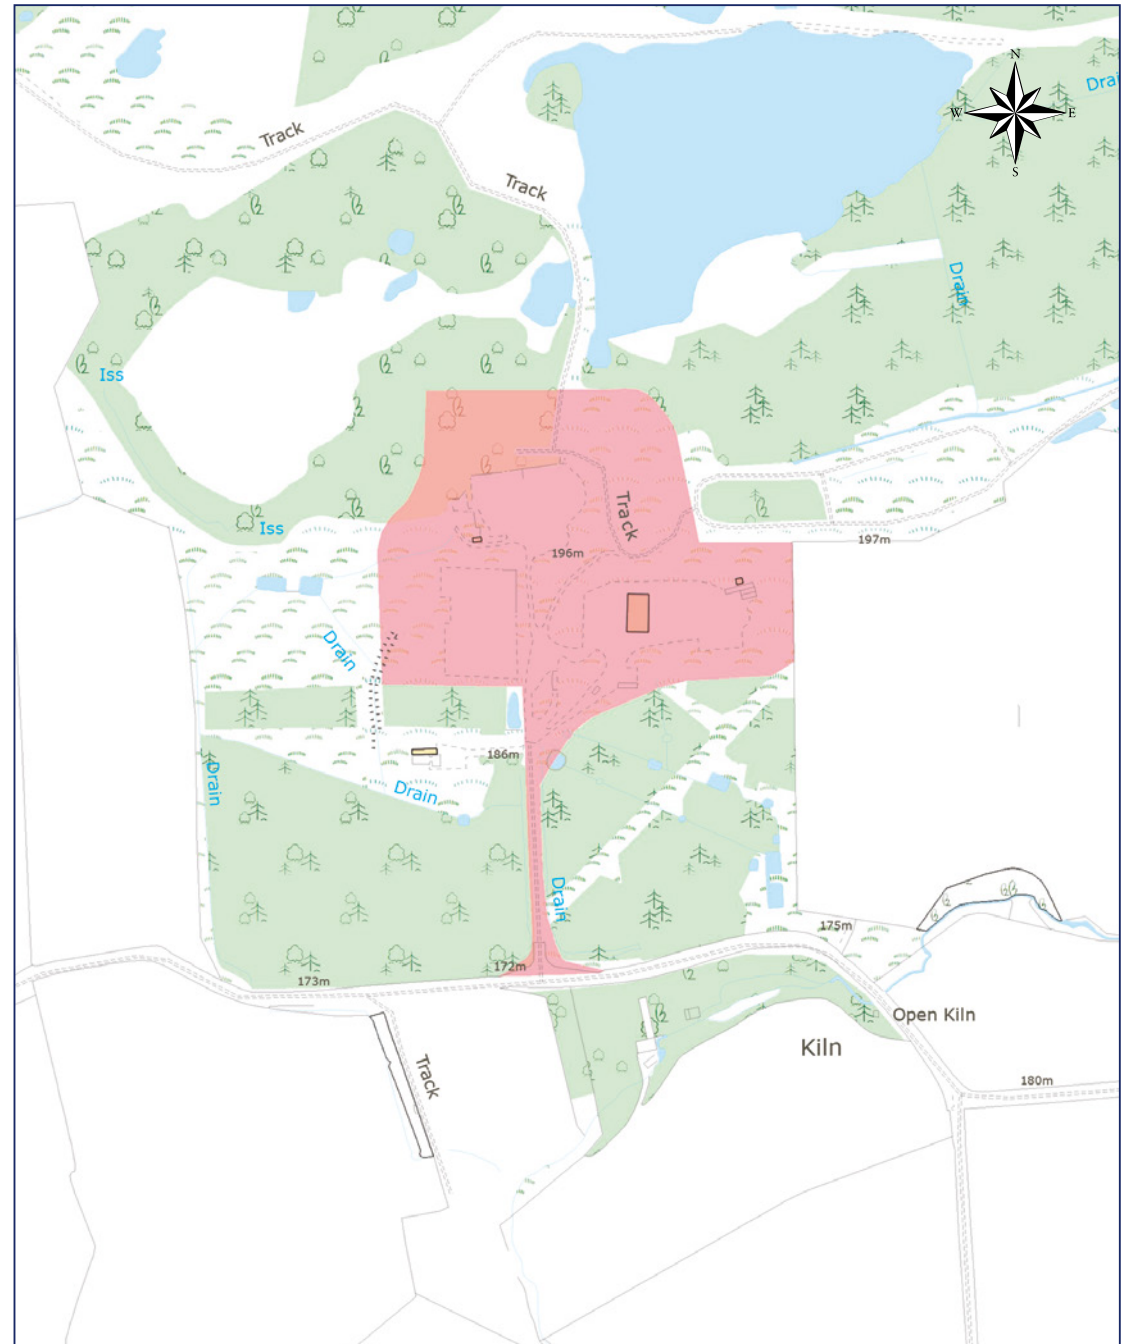 N
Drai
W
E
Track
S
Track
Drain
Iss
Track
Iss
197m
196m
Drain
186m
Drain
Drain
Drain
175m
172m
173m
Open Kiln
Kiln
Track
180m